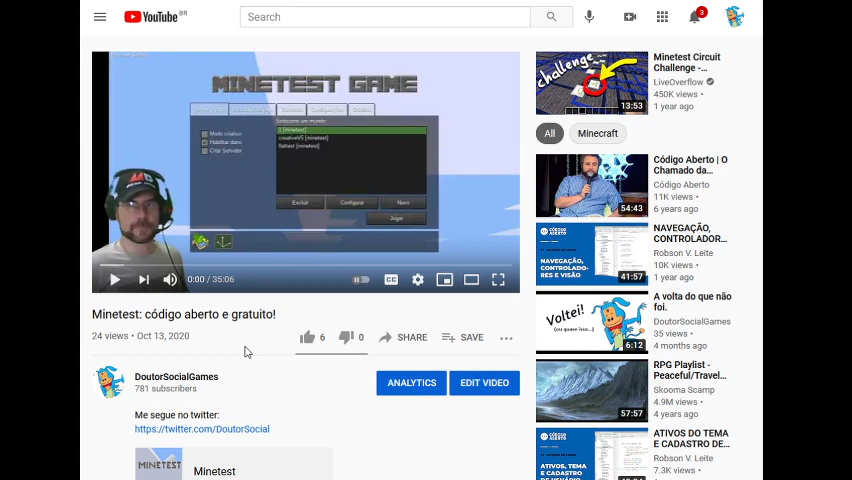 YouTube BR
Search
3
MINETEST GAME
Selecione um mundo:
Modo criativo
Habilitar dano
Criar Servidor
creativeV5 [minetest]
flattest [minetest]
Excluir
Configurar
Novo
Jogar
0:00 / 35:06
CC
Minetest: código aberto e gratuito!
24 views • Oct 13, 2020
6
0
SHARE
SAVE
DoutorSocialGames
781 subscribers
ANALYTICS
EDIT VIDEO
Me segue no twitter:
https://twitter.com/DoutorSocial
MINETEST
Minetest
challenge
13:53
Minetest Circuit
Challenge -...
LiveOverflow
450K views •
1 year ago
All
Minecraft
54:43
Código Aberto | O
Chamado da...
Código Aberto
11K views •
6 years ago
CÓDIGO
ABERTO
NAVEGAÇÃO,
CONTROLADO-
RES E VISÃO
41:57
NAVEGAÇÃO,
CONTROLADOR...
Robson V. Leite
10K views •
1 year ago
Voltei!
(ou quase isso...)
6:12
A volta do que não
foi.
DoutorSocialGames
35 views •
4 months ago
57:57
RPG Playlist -
Peaceful/Travel...
Skooma Scamp
4.9M views •
4 years ago
CÓDIGO
ABERTO
ATIVOS, TEMA
E CADASTRO
ATIVOS DO TEMA
E CADASTRO DE...
Robson V. Leite
7.3K views •